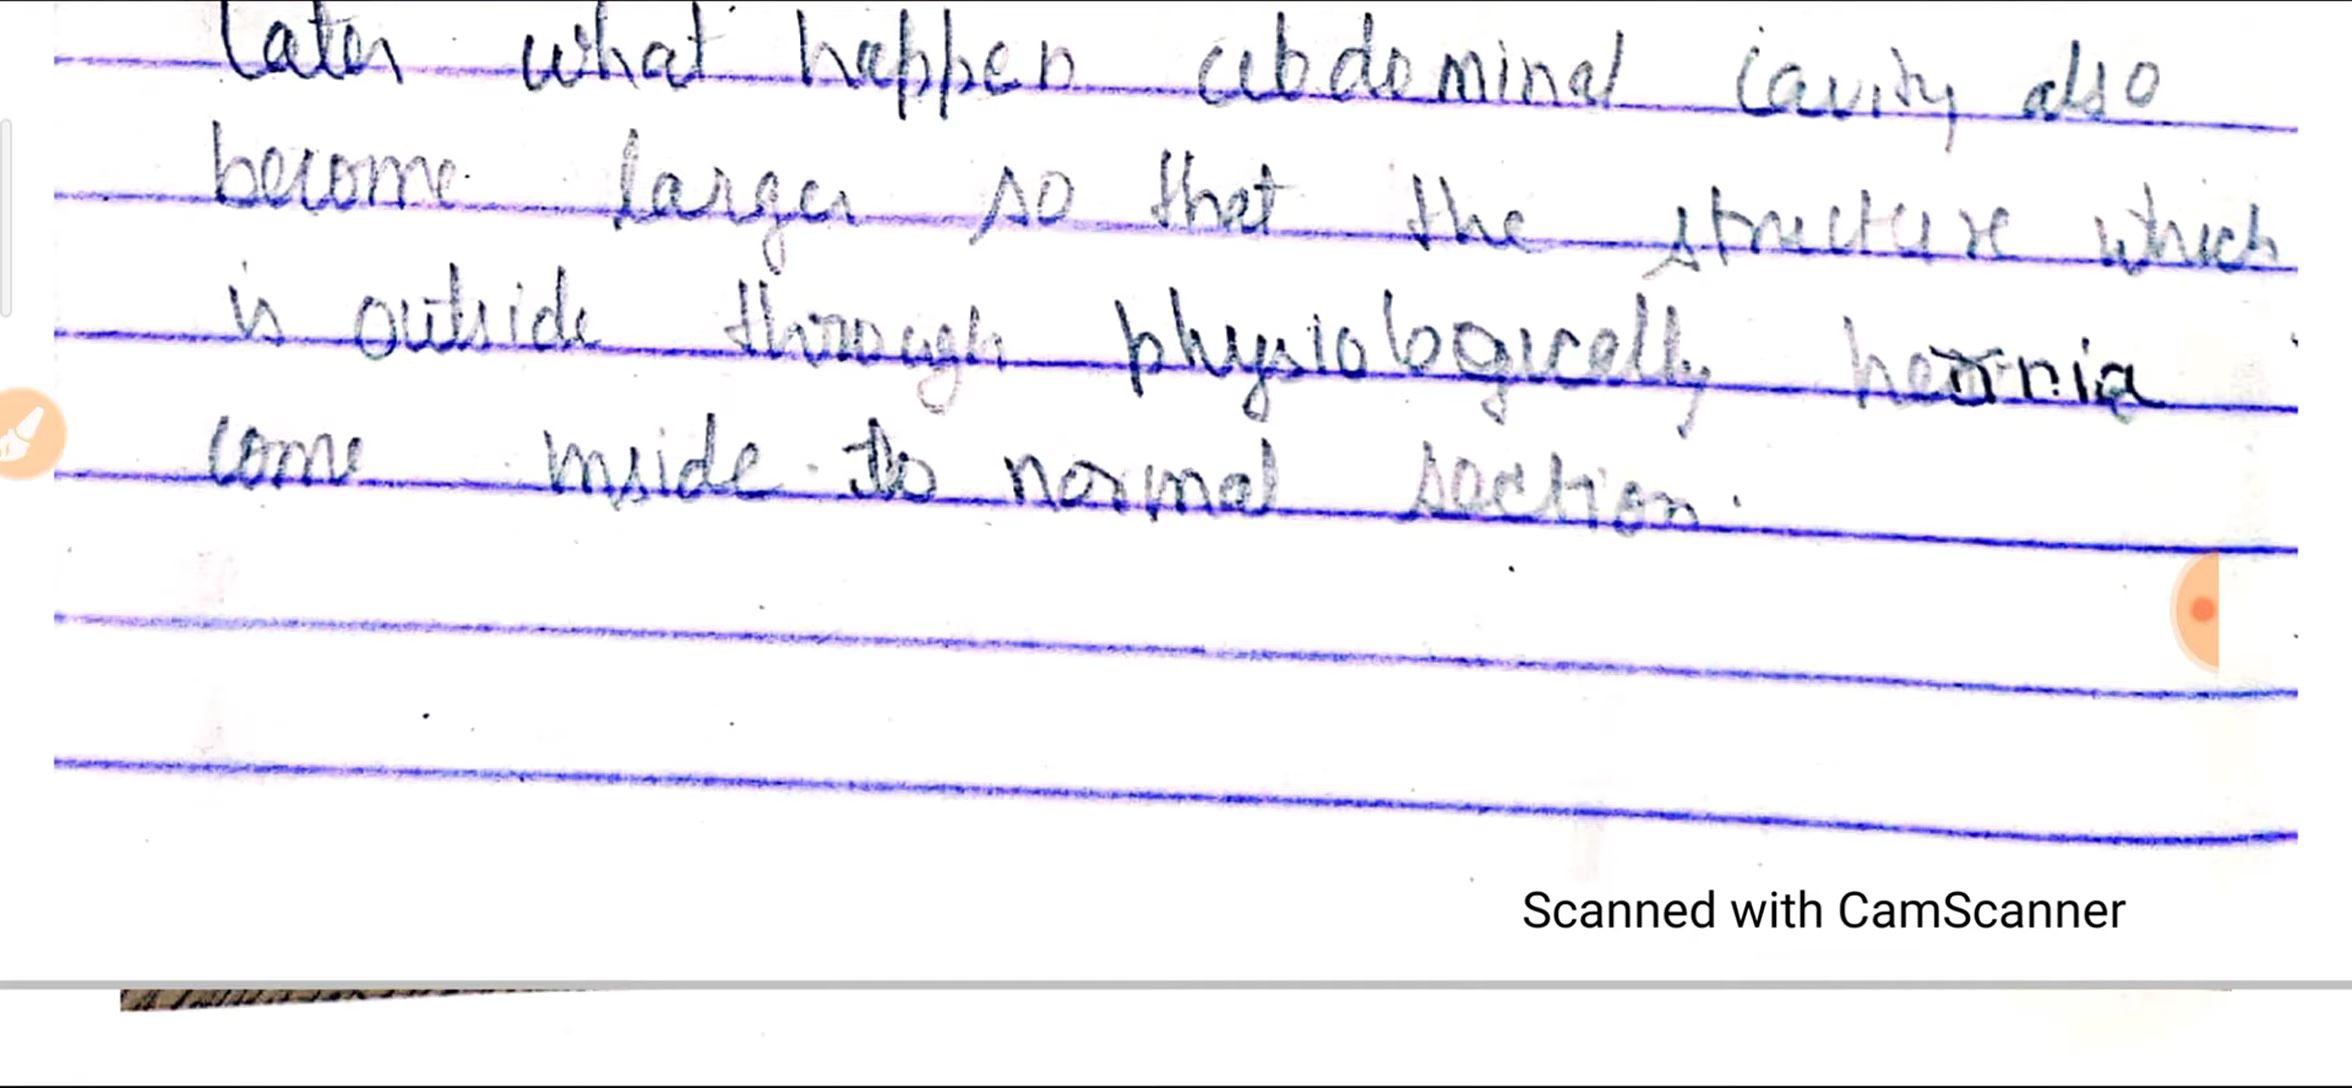 Later what happen abdominal cavity also
become larger so that the structure which
is outside through physiologically hernia
come inside to normal section.
Scanned with CamScanner